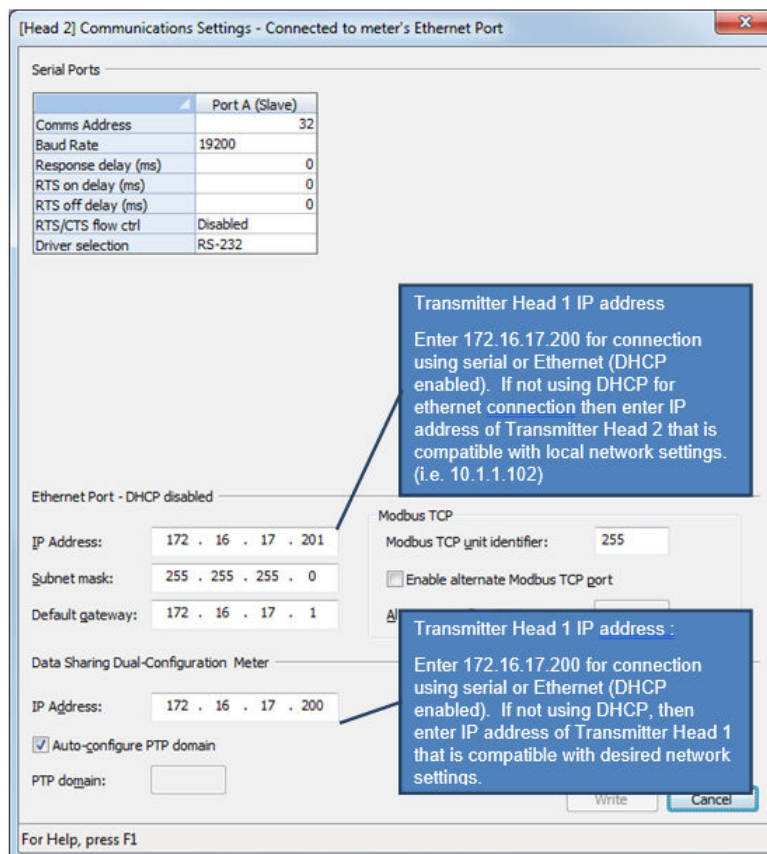 [Head 2] Communications Settings - Connected to meter's Ethernet Port
Serial Ports
Port A (Slave)
Comms Address 32
Baud Rate 19200
Response delay (ms) 0
RTS on delay (ms) 0
RTS off delay (ms) 0
RTS/CTS flow ctrl Disabled
Driver selection RS-232
Transmitter Head 1 IP address
Enter 172.16.17.200 for connection
using serial or Ethernet (DHCP
enabled). If not using DHCP for
ethernet connection then enter IP
address of Transmitter Head 2 that is
compatible with local network settings.
(i.e. 10.1.1.102)
Ethernet Port - DHCP disabled
IP Address: 172 . 16 . 17 . 201
Subnet mask: 255 . 255 . 255 . 0
Default gateway: 172 . 16 . 17 . 1
Modbus TCP
Modbus TCP unit identifier: 255
Enable alternate Modbus TCP port
Transmitter Head 1 IP address :
Enter 172.16.17.200 for connection
using serial or Ethernet (DHCP
enabled). If not using DHCP, then
enter IP address of Transmitter Head 1
that is compatible with desired network
settings.
Data Sharing Dual-Configuration Meter
IP Address: 172 . 16 . 17 . 200
Auto-configure PTP domain
PTP domain:
Write Cancel
For Help, press F1